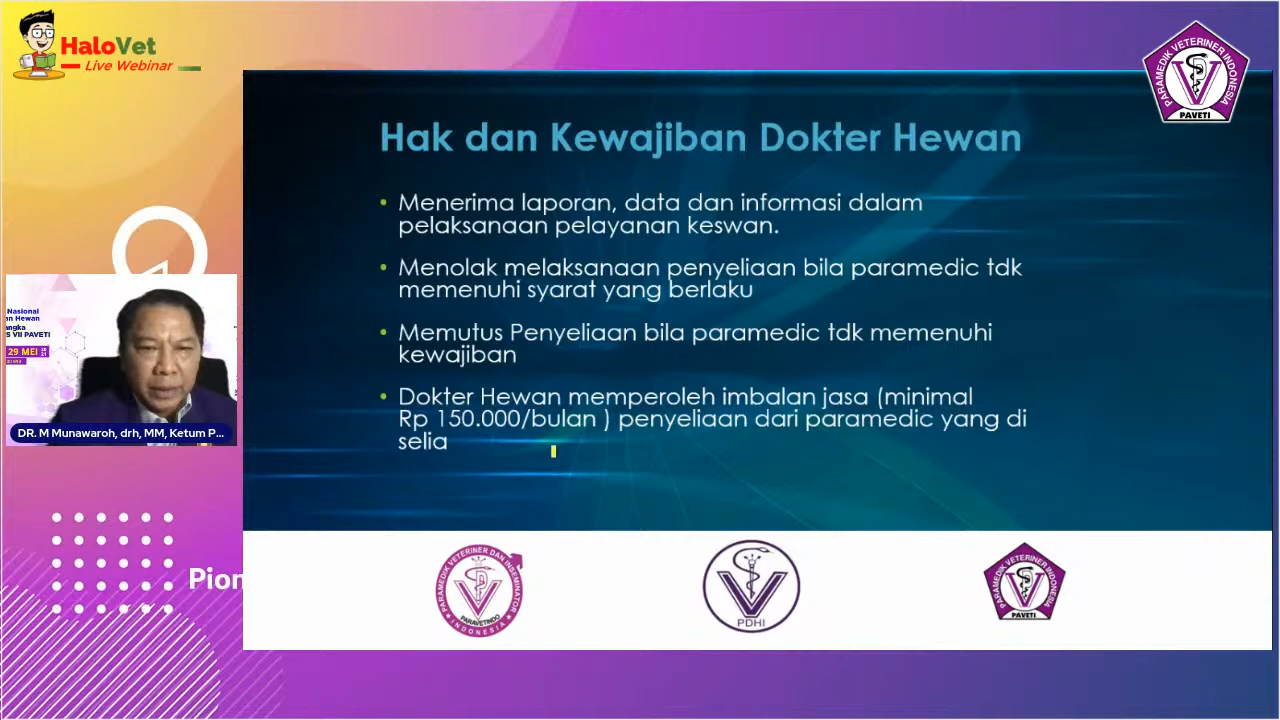 HaloVet
Live Webinar
PARAMEDIK VETERINER INDONESIA
PAVETI
Hak dan Kewajiban Dokter Hewan
• Menerima laporan, data dan informasi dalam
pelaksanaan pelayanan keswan.
• Menolak melaksanaan penyeliaan bila paramedic tdk
memenuhi syarat yang berlaku
• Memutus Penyeliaan bila paramedic tdk memenuhi
kewajiban
• Dokter Hewan memperoleh imbalan jasa (minimal
Rp 150.000/bulan ) penyeliaan dari paramedic yang di
selia
Nasional
an Hewan
angka
S VII PAVETI
29 MEI
DR. M Munawaroh, drh, MM, Ketum P...
Pion
PARAMEDIK VETERINER DAN INSEMINATOR
PARAVETINDO
INDONESIA
PDHI
PARAMEDIK VETERINER INDONESIA
PAVETI